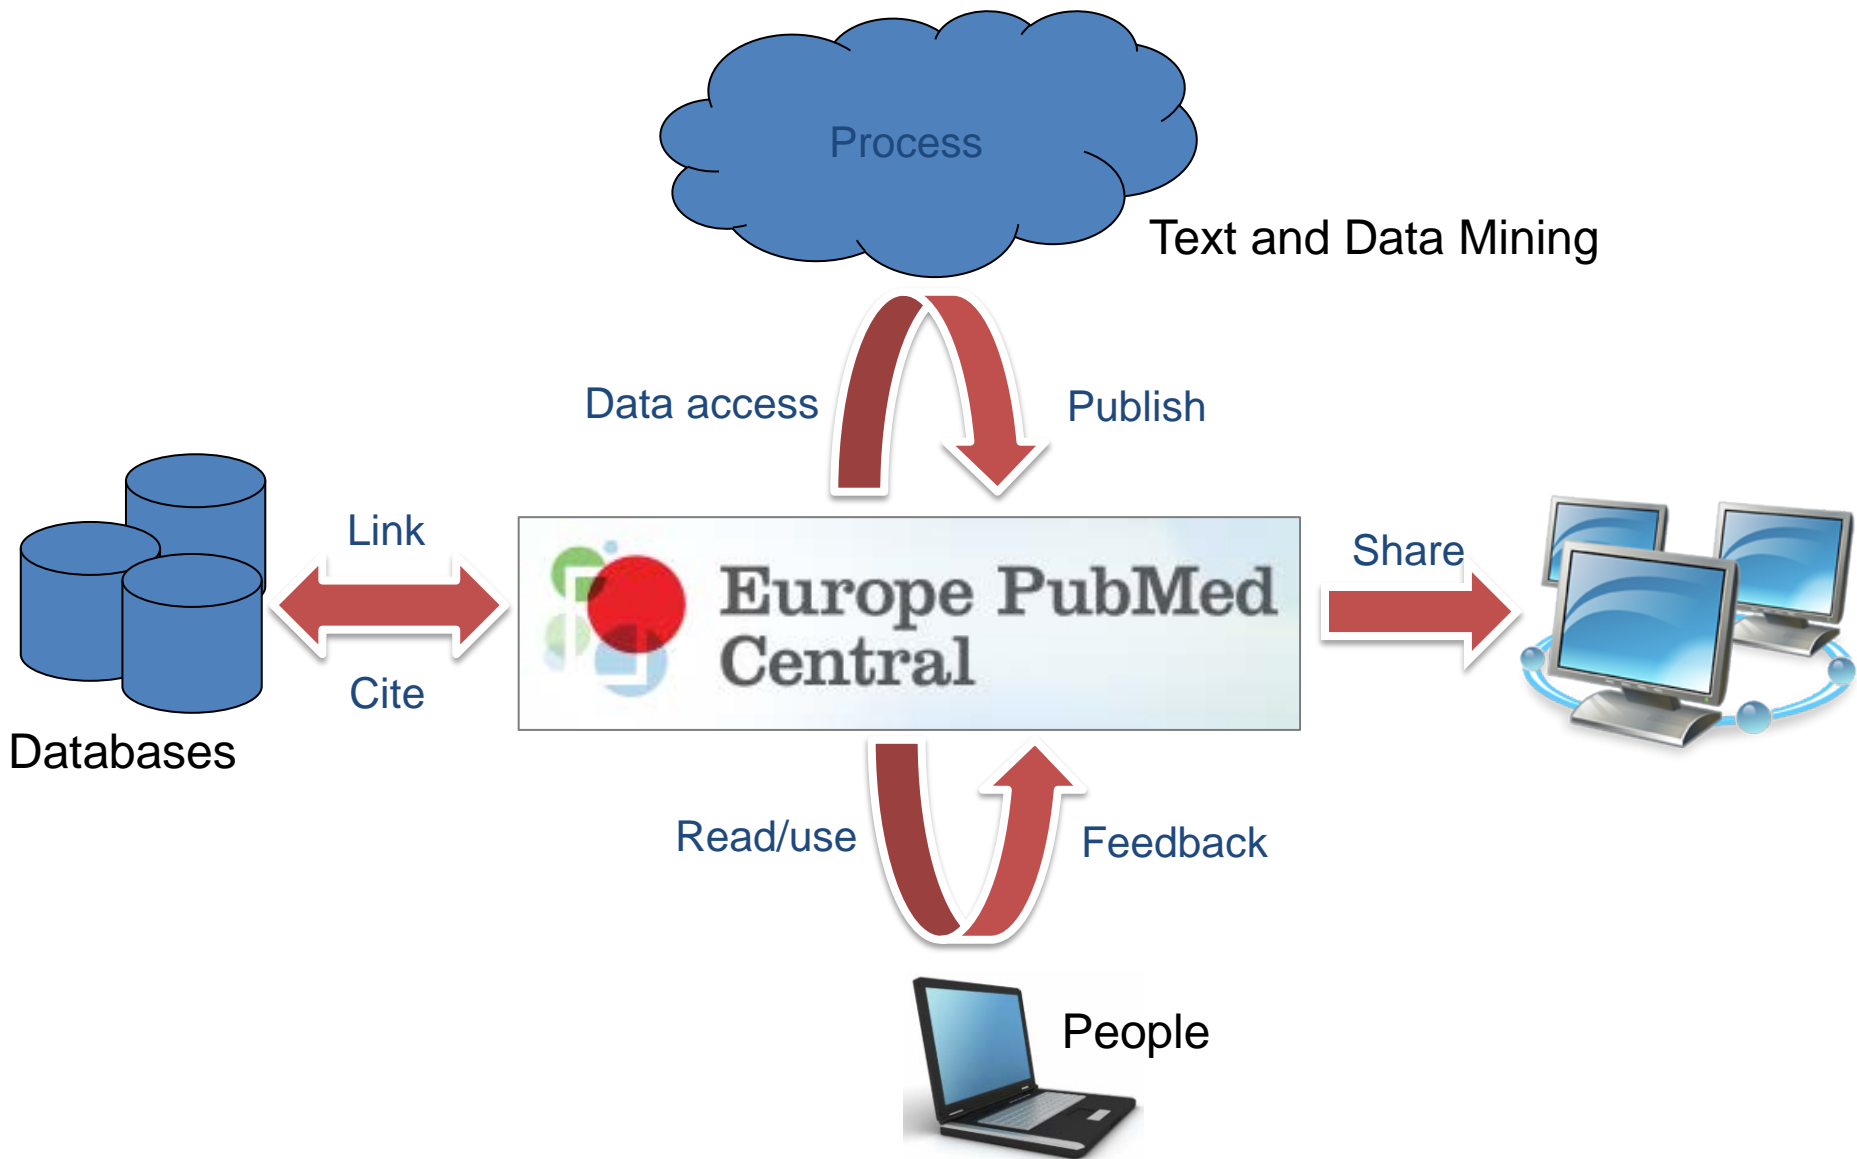 Process
Text and Data Mining
Data access
Publish
Link
Share
Europe PubMed
Central
Cite
Databases
Read/use
Feedback
People